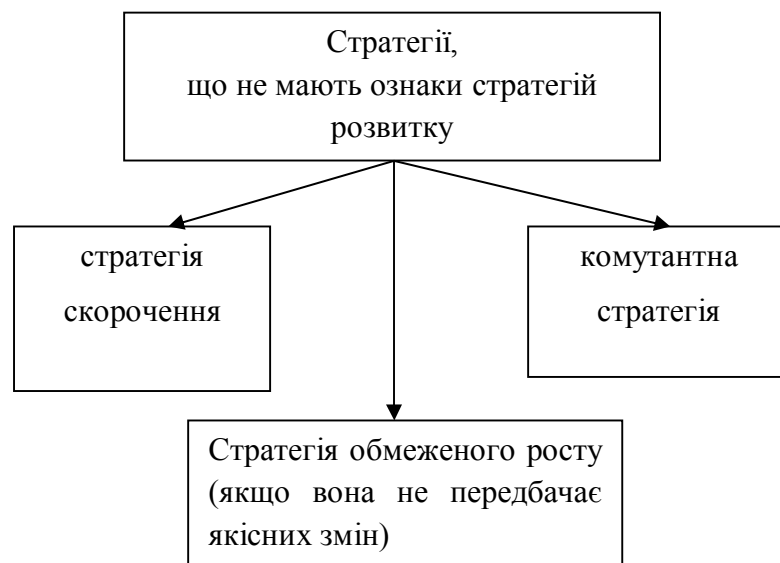 Стратегії,
що не мають ознаки стратегій
розвитку
стратегія
скорочення
комутантна
стратегія
Стратегія обмеженого росту
(якщо вона не передбачає
якісних змін)